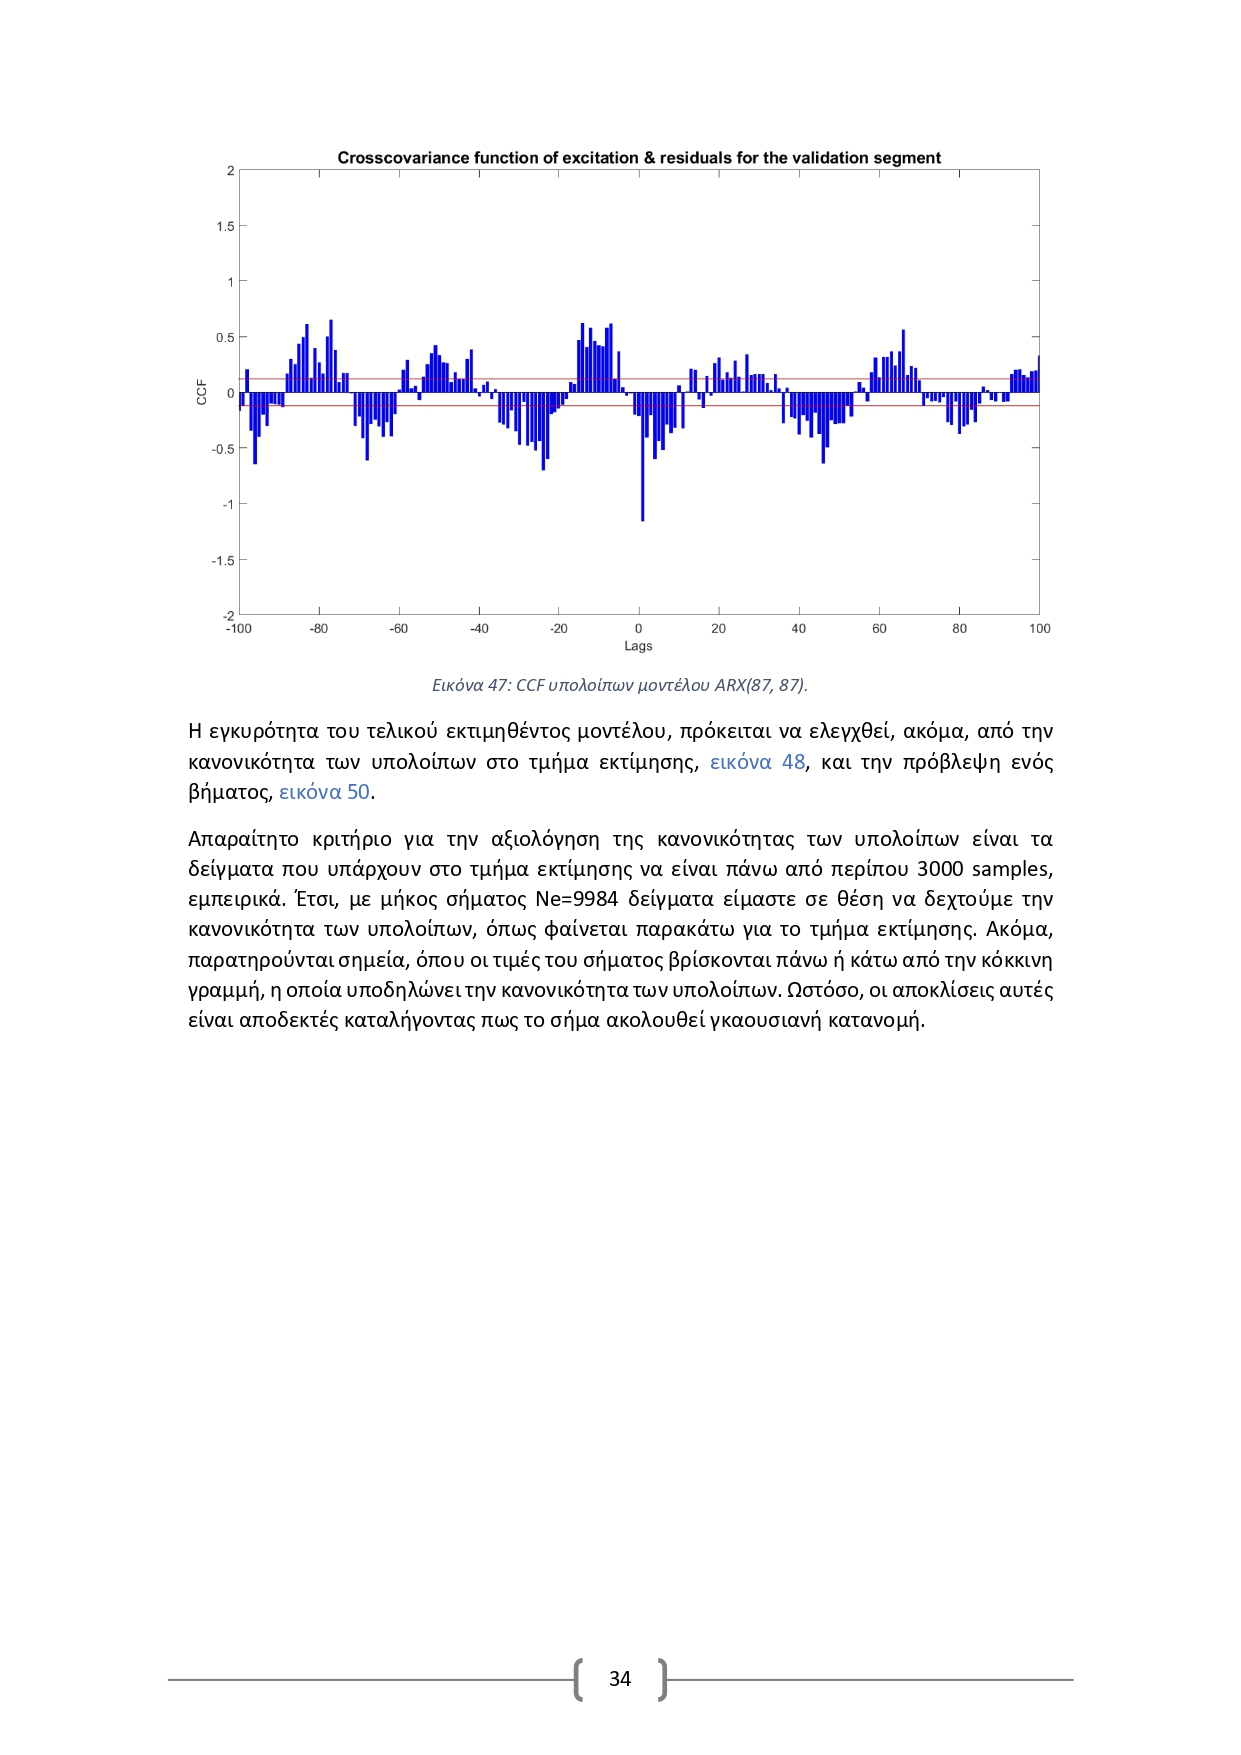 Crosscovariance function of excitation & residuals for the validation segment
2
1.5
1
0.5
0
-0.5
-1
-1.5
-2
CCF
-100 -80 -60 -40 -20 0 20 40 60 80 100
Lags
Εικόνα 47: CCF υπολοίπων μοντέλου ARX(87, 87).
Η εγκυρότητα του τελικού εκτιμηθέντος μοντέλου, πρόκειται να ελεγχθεί, ακόμα, από την
κανονικότητα των υπολοίπων στο τμήμα εκτίμησης, εικόνα 48, και την πρόβλεψη ενός
βήματος, εικόνα 50.
Απαραίτητο κριτήριο για την αξιολόγηση της κανονικότητας των υπολοίπων είναι τα
δείγματα που υπάρχουν στο τμήμα εκτίμησης να είναι πάνω από περίπου 3000 samples,
εμπειρικά. Έτσι, με μήκος σήματος Ne=9984 δείγματα είμαστε σε θέση να δεχτούμε την
κανονικότητα των υπολοίπων, όπως φαίνεται παρακάτω για το τμήμα εκτίμησης. Ακόμα,
παρατηρούνται σημεία, όπου οι τιμές του σήματος βρίσκονται πάνω ή κάτω από την κόκκινη
γραμμή, η οποία υποδηλώνει την κανονικότητα των υπολοίπων. Ωστόσο, οι αποκλίσεις αυτές
είναι αποδεκτές καταλήγοντας πως το σήμα ακολουθεί γκαουσιανή κατανομή.
34